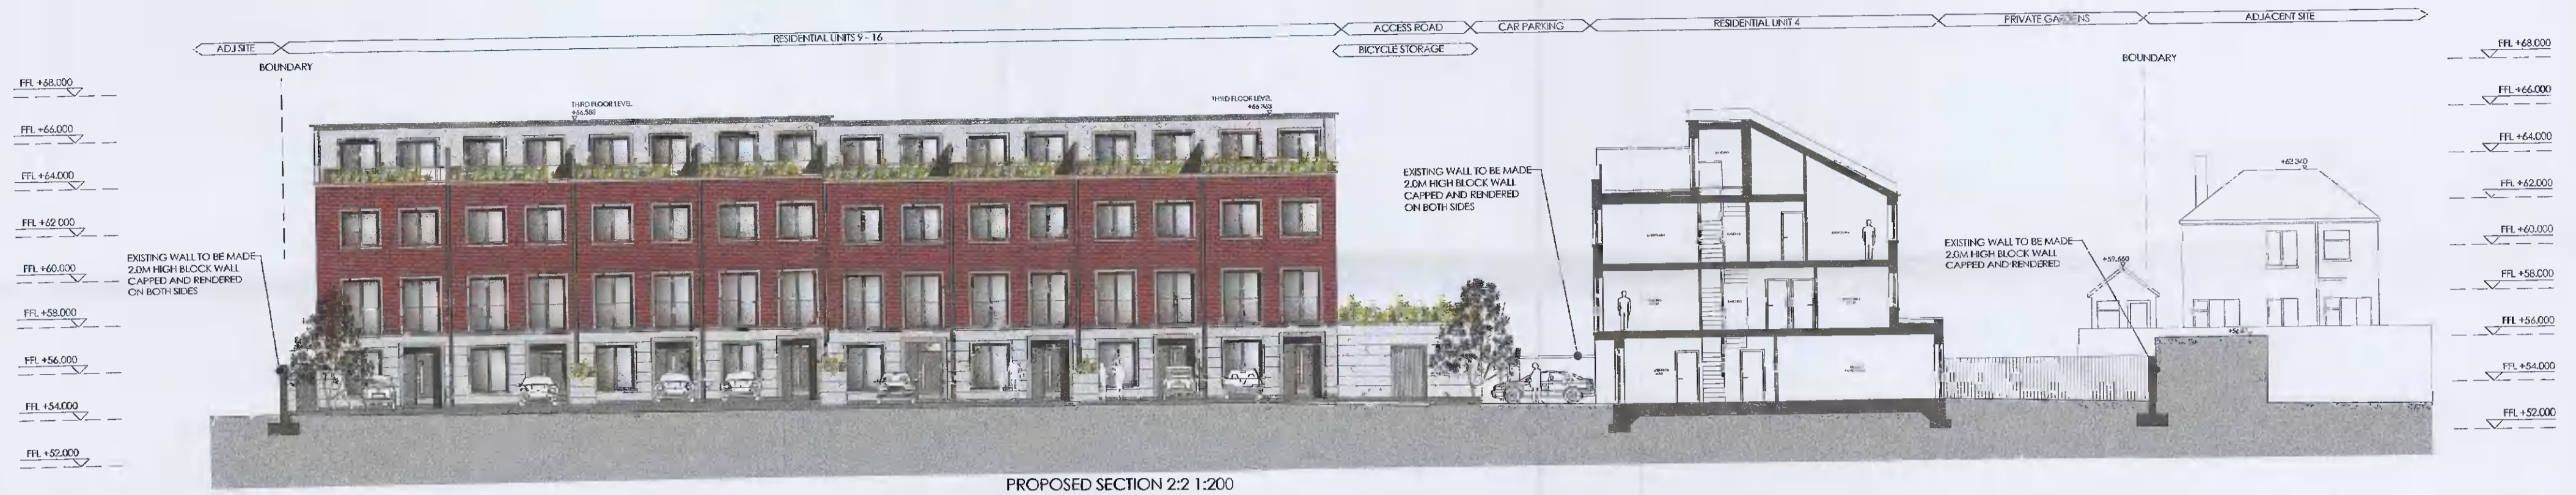 ADJ SITE
RESIDENTIAL UNITS 9 - 16
ACCESS ROAD
CAR PARKING
RESIDENTIAL UNIT 4
PRIVATE GARDENS
ADJACENT SITE
BICYCLE STORAGE
BOUNDARY
BOUNDARY
FFL +68.000
FFL +66.000
FFL +64.000
FFL +62.000
FFL +60.000
FFL +58.000
FFL +56.000
FFL +54.000
FFL +52.000
THIRD FLOOR LEVEL
+66.588
THIRD FLOOR LEVEL
EXISTING WALL TO BE MADE
2.0M HIGH BLOCK WALL
CAPPED AND RENDERED
ON BOTH SIDES
EXISTING WALL TO BE MADE
2.0M HIGH BLOCK WALL
CAPPED AND RENDERED
ON BOTH SIDES
EXISTING WALL TO BE MADE
2.0M HIGH BLOCK WALL
CAPPED AND RENDERED
+59.660
+62.340
FFL +68.000
FFL +66.000
FFL +64.000
FFL +62.000
FFL +60.000
FFL +58.000
FFL +56.000
FFL +54.000
FFL +52.000
PROPOSED SECTION 2:2 1:200